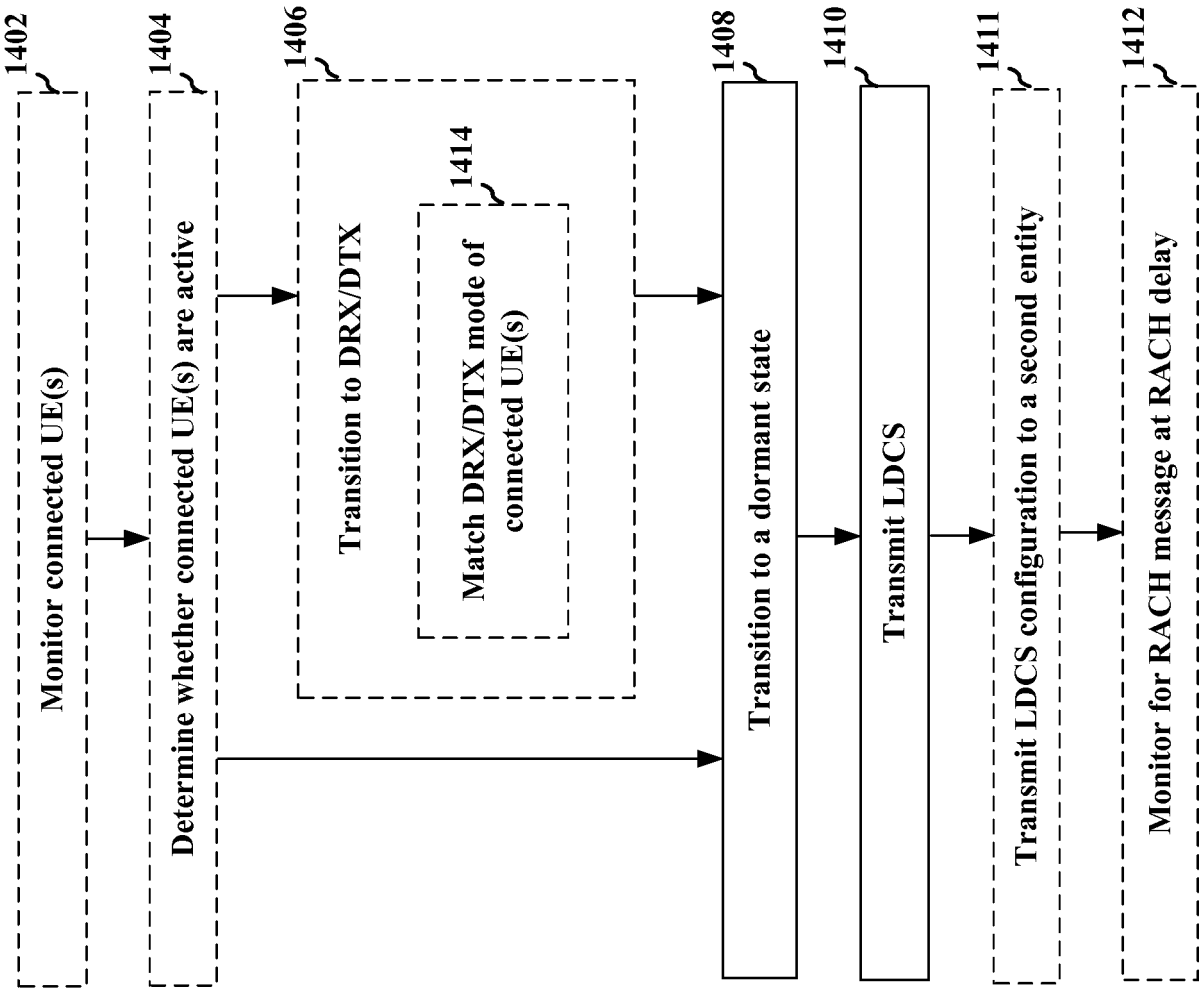 1402
Monitor connected UE(s)
1404
Determine whether connected UE(s) are active
1406
Transition to DRX/DTX
1414
Match DRX/DTX mode of
connected UE(s)
1408
Transition to a dormant state
1410
Transmit LDCS
1411
Transmit LDCS configuration to a second entity
1412
Monitor for RACH message at RACH delay